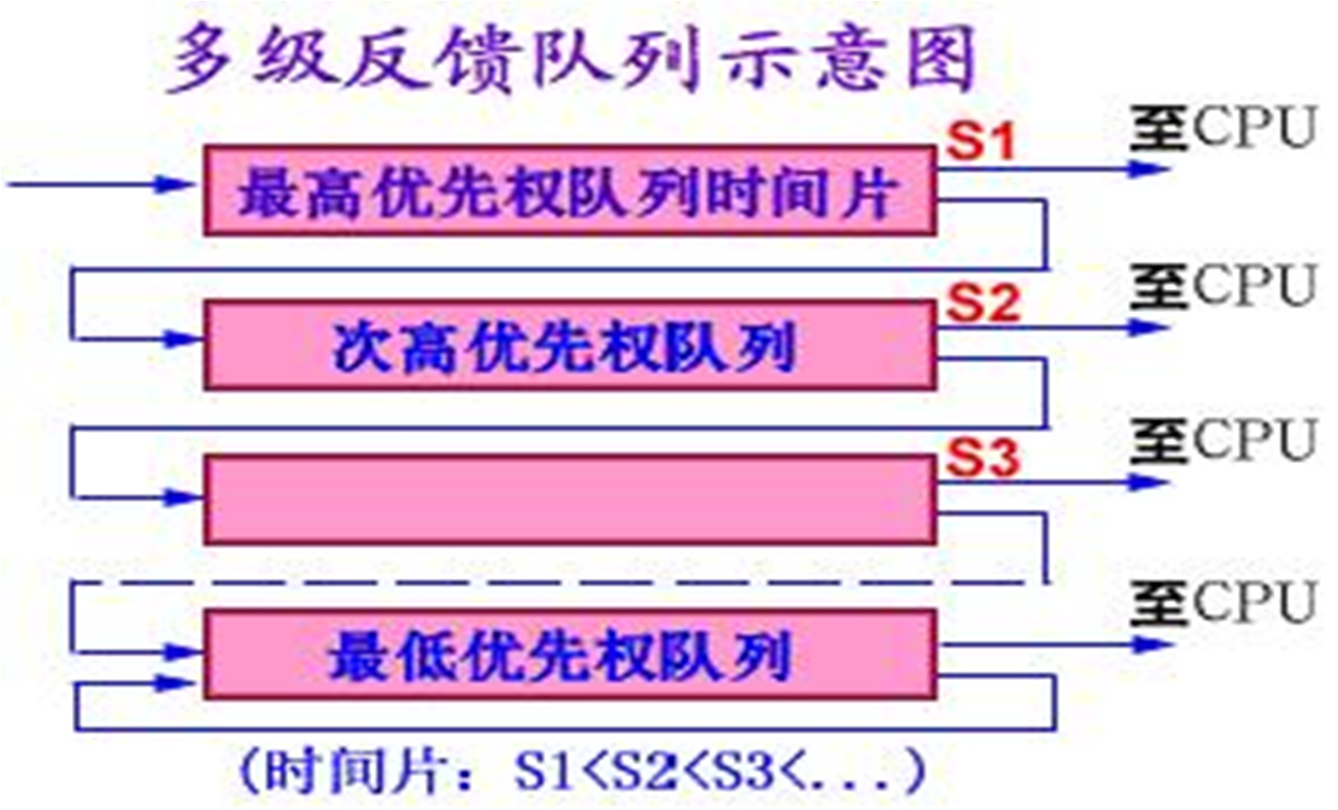 多级反馈队列示意图
S1 至CPU
最高优先权队列时间片
S2 至CPU
次高优先权队列
S3 至CPU
至CPU
最低优先权队列
(时间片：S1<S2<S3<...)